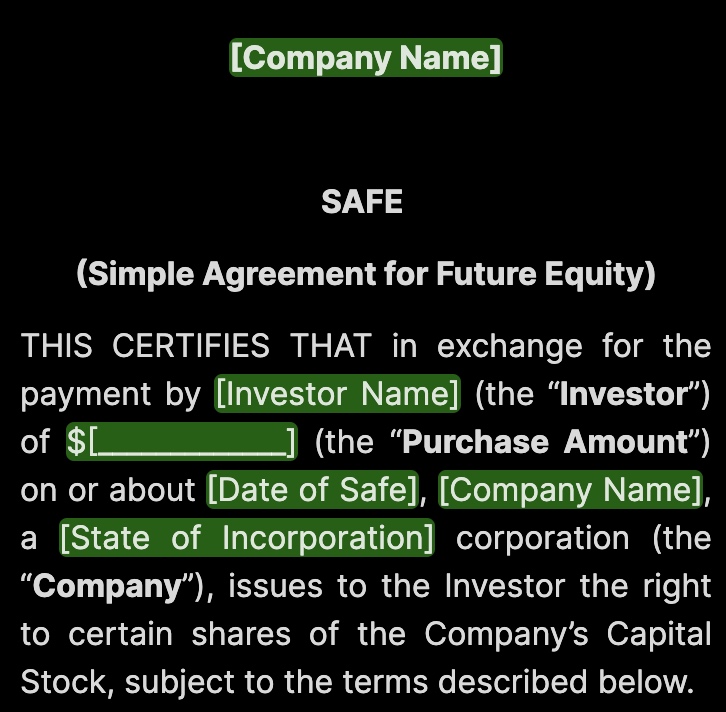 [Company Name]
SAFE
(Simple Agreement for Future Equity)
THIS CERTIFIES THAT in exchange for the
payment by [Investor Name] (the “Investor”)
of $[_____________] (the “Purchase Amount”)
on or about [Date of Safe], [Company Name],
a [State of Incorporation] corporation (the
“Company”), issues to the Investor the right
to certain shares of the Company’s Capital
Stock, subject to the terms described below.